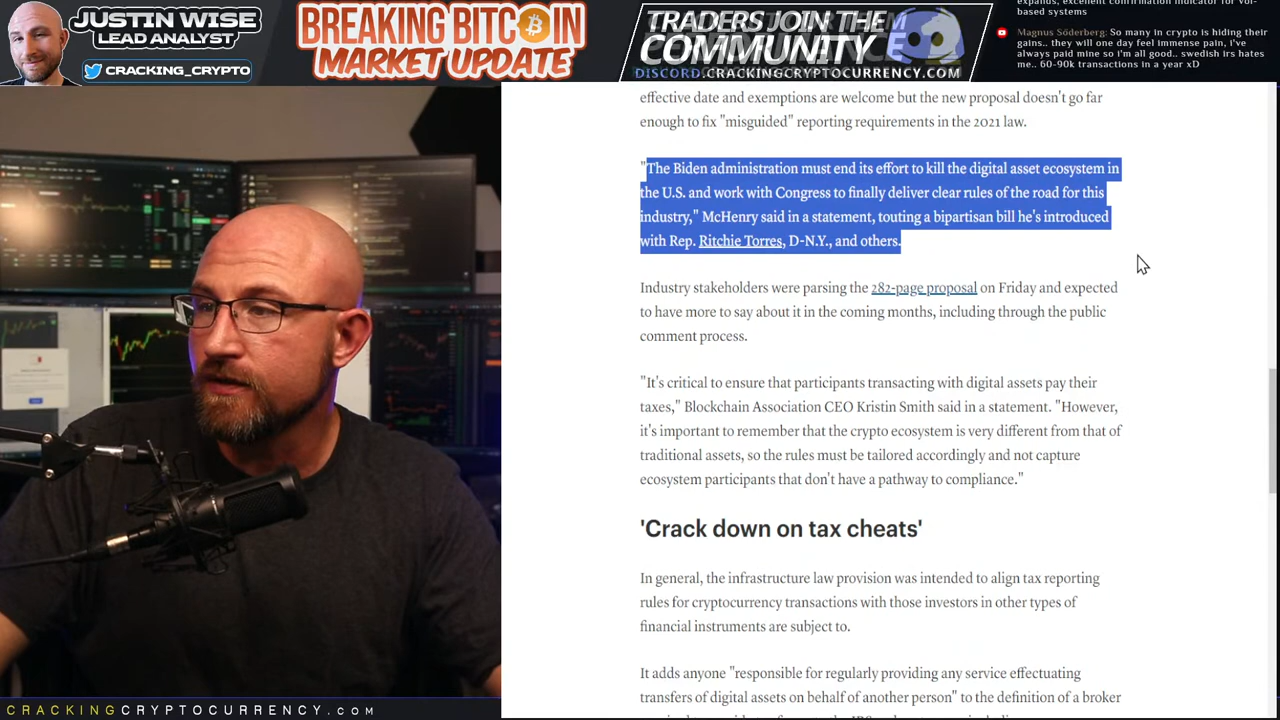 JUSTIN WISE
LEAD ANALYST
CRACKING_CRYPTO
BREAKING BITCOIN
MARKET UPDATE
TRADERS JOIN THE
COMMUNITY
DISCORD.CRACKINGCRYPTOCURRENCY.COM
expands, excellent confirmation indicator for vol-
based systems
Magnus Söderberg: So many in crypto is hiding their
gains.. they will one day feel immense pain, i've
always paid mine so i'm all good.. swedish irs hates
me.. 60-90k transactions in a year xD
effective date and exemptions are welcome but the new proposal doesn't go far
enough to fix "misguided" reporting requirements in the 2021 law.
"The Biden administration must end its effort to kill the digital asset ecosystem in
the U.S. and work with Congress to finally deliver clear rules of the road for this
industry," McHenry said in a statement, touting a bipartisan bill he's introduced
with Rep. Ritchie Torres, D-N.Y., and others.
Industry stakeholders were parsing the 282-page proposal on Friday and expected
to have more to say about it in the coming months, including through the public
comment process.
"It's critical to ensure that participants transacting with digital assets pay their
taxes," Blockchain Association CEO Kristin Smith said in a statement. "However,
it's important to remember that the crypto ecosystem is very different from that of
traditional assets, so the rules must be tailored accordingly and not capture
ecosystem participants that don't have a pathway to compliance."
'Crack down on tax cheats'
In general, the infrastructure law provision was intended to align tax reporting
rules for cryptocurrency transactions with those investors in other types of
financial instruments are subject to.
It adds anyone "responsible for regularly providing any service effectuating
transfers of digital assets on behalf of another person" to the definition of a broker
CRACKINGCRYPTOCURRENCY.COM